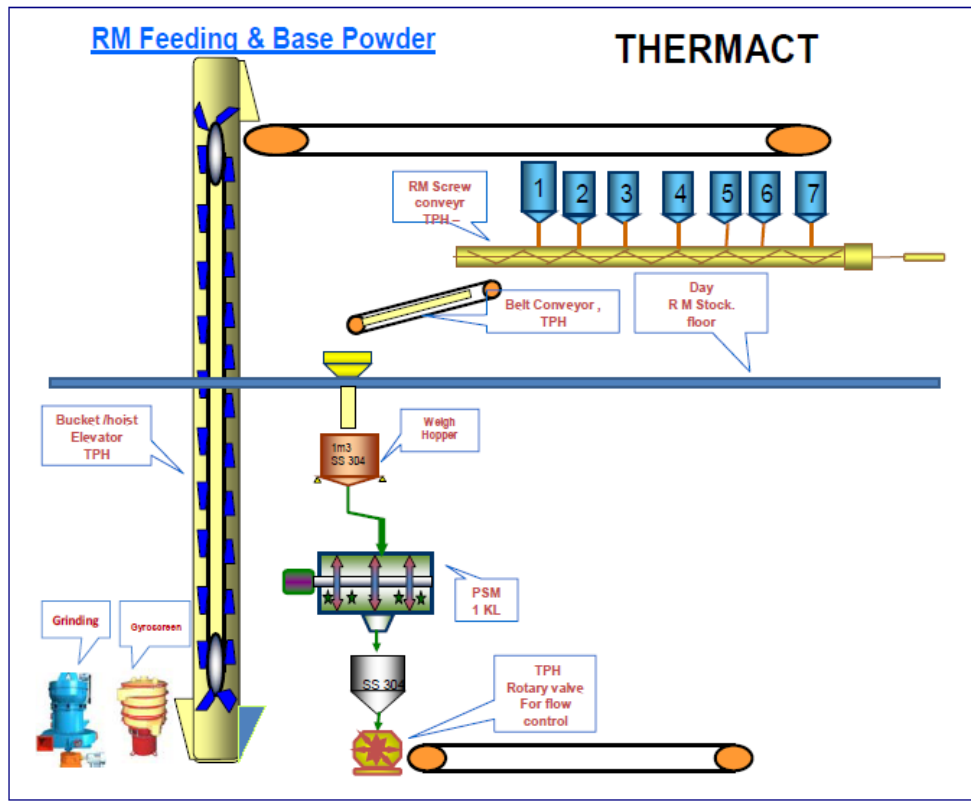 RM Feeding & Base Powder
THERMACT
RM Screw
conveyr
TPH –
1
2
3
4
5
6
7
Belt Conveyor ,
TPH
Day
R M Stock.
floor
Bucket /hoist
Elevator
TPH
Weigh
Hopper
1m3
SS 304
PSM
1 KL
Grinding
Gyroscreen
SS 304
TPH
Rotary valve
For flow
control